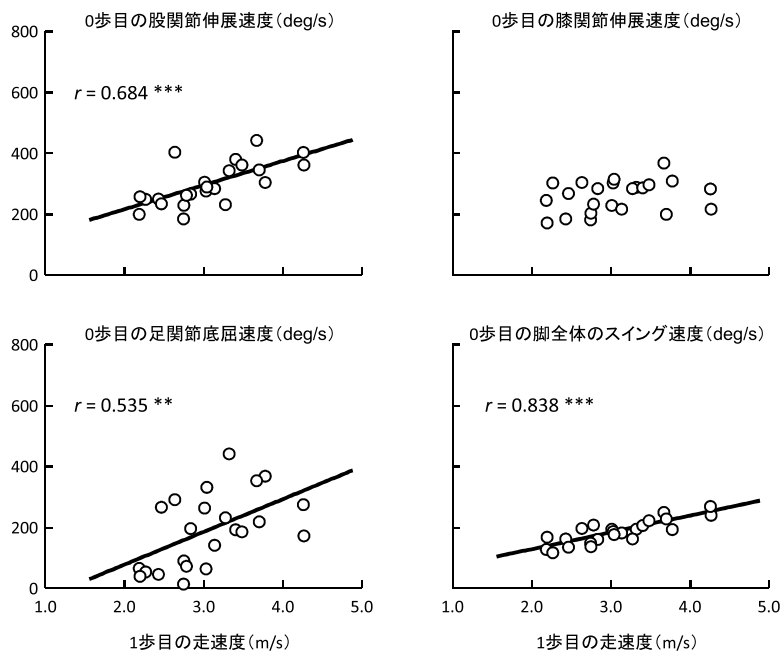 0歩目の股関節伸展速度(deg/s)
800
600
400
200
0
r = 0.684 ***
0歩目の膝関節伸展速度(deg/s)
0歩目の足関節底屈速度(deg/s)
800
600
400
200
0
r = 0.535 **
1.0 2.0 3.0 4.0 5.0
1歩目の走速度(m/s)
0歩目の脚全体のスイング速度(deg/s)
r = 0.838 ***
1.0 2.0 3.0 4.0 5.0
1歩目の走速度(m/s)